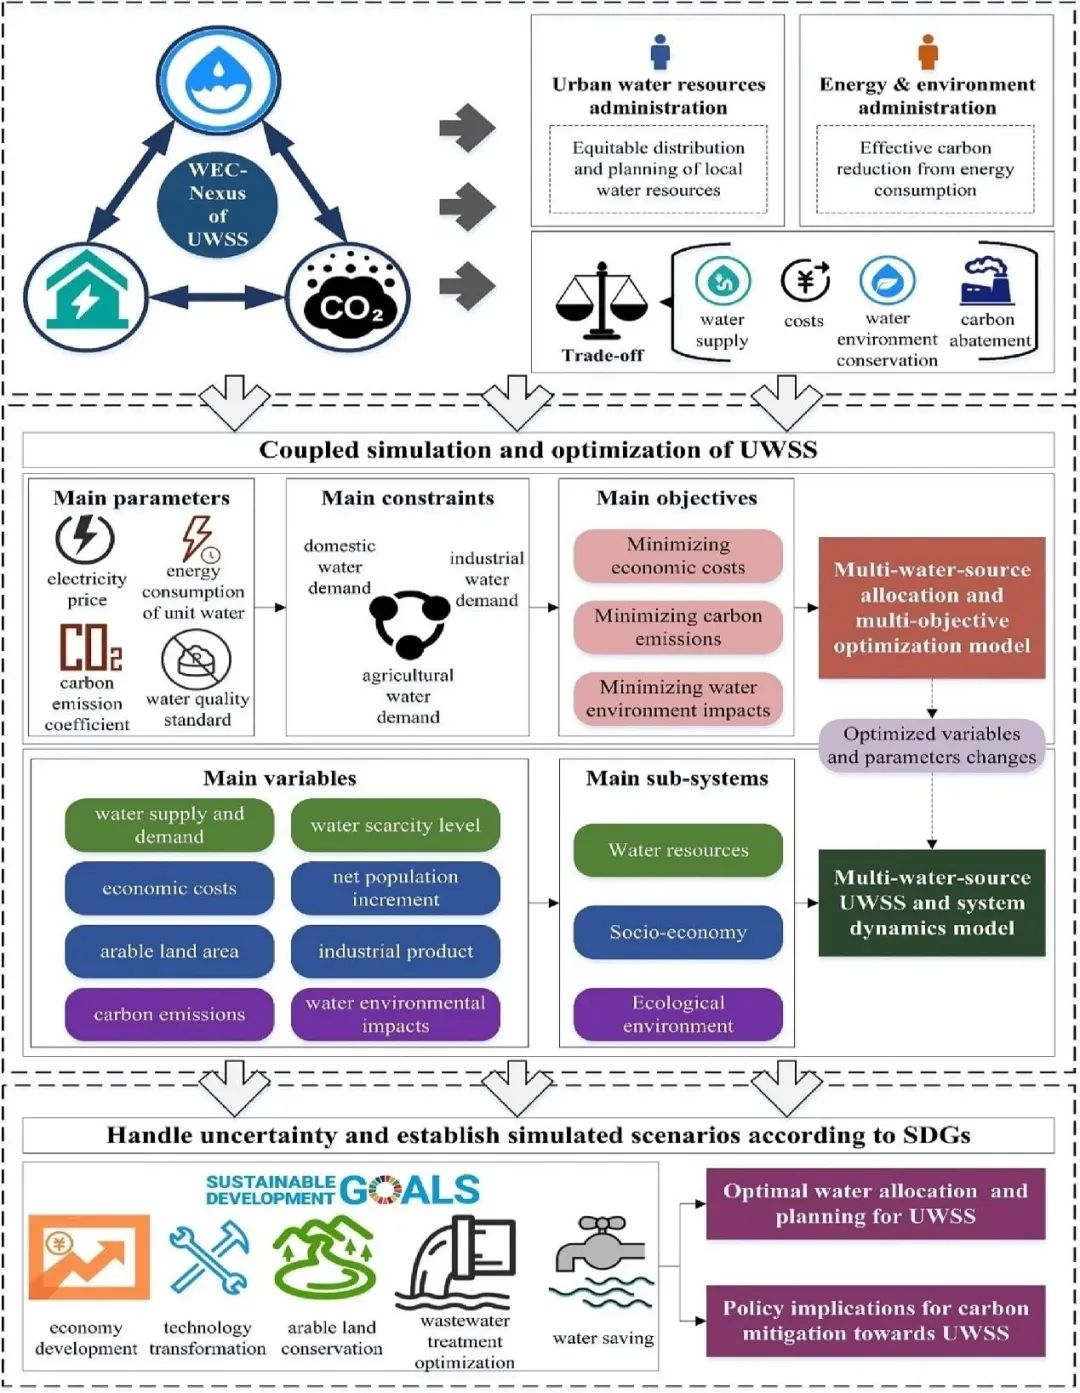 WEC-
Nexus
of
UWSS
CO₂
Urban water resources
administration
Equitable distribution
and planning of local
water resources
Energy & environment
administration
Effective carbon
reduction from energy
consumption
Trade-off
water
supply
¥
costs
water
environment
conservation
carbon
abatement
Coupled simulation and optimization of UWSS
Main parameters
electricity
price
energy
consumption
of unit water
CO2
carbon
emission
coefficient
water quality
standard
Main constraints
domestic
water
demand
industrial
water
demand
agricultural
water
demand
Main objectives
Minimizing
economic costs
Minimizing carbon
emissions
Minimizing water
environment impacts
Multi-water-source
allocation and
multi-objective
optimization model
Optimized variables
and parameters changes
Main variables
water supply and
demand
water scarcity level
economic costs
net population
increment
arable land area
industrial product
carbon emissions
water environmental
impacts
Main sub-systems
Water resources
Socio-economy
Ecological
environment
Multi-water-source
UWSS and system
dynamics model
Handle uncertainty and establish simulated scenarios according to SDGs
SUSTAINABLE
DEVELOPMENT GOALS
¥
economy
development
technology
transformation
arable land
conservation
wastewater
treatment
optimization
water saving
Optimal water allocation and
planning for UWSS
Policy implications for carbon
mitigation towards UWSS